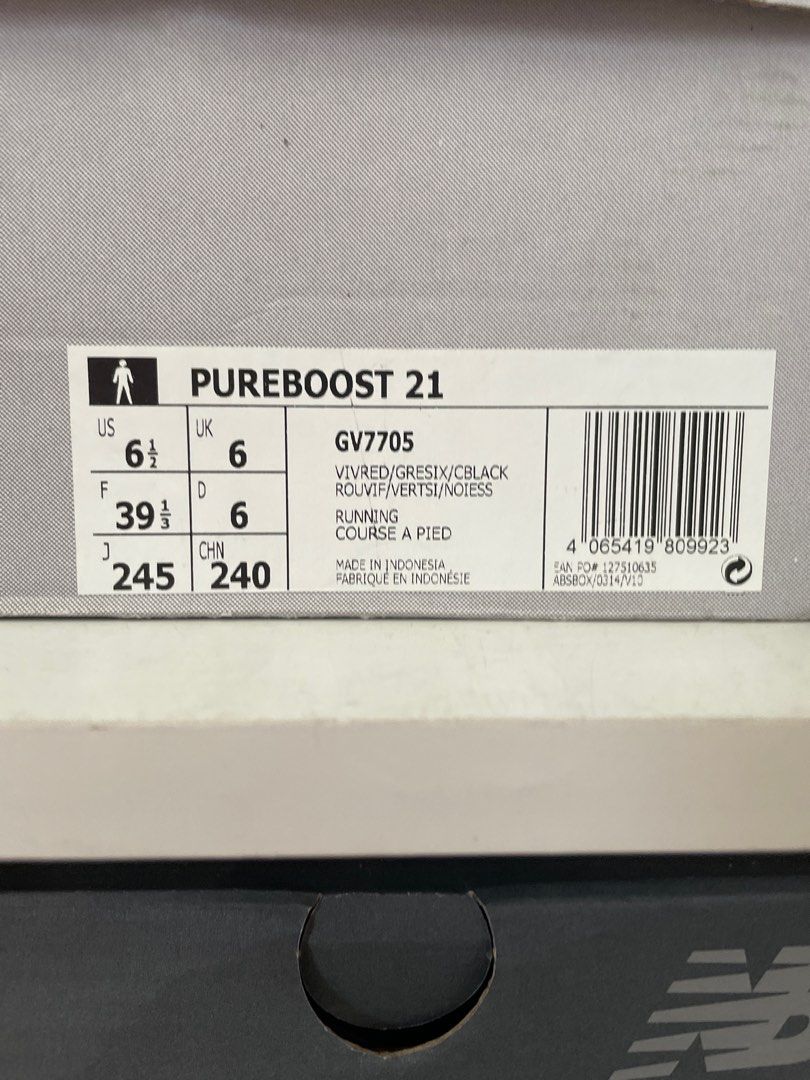 PUREBOOST 21
US 6½
UK 6
F 39⅓
D 6
J 245
CHN 240
GV7705
VIVRED/GRESIX/CBLACK
ROUVIF/VERTSI/NOIESS
RUNNING
COURSE A PIED
MADE IN INDONESIA
FABRIQUÉ EN INDONÉSIE
4 065419 809923
EAN PO# 127510635
ABSBOX/0314/V10
NB